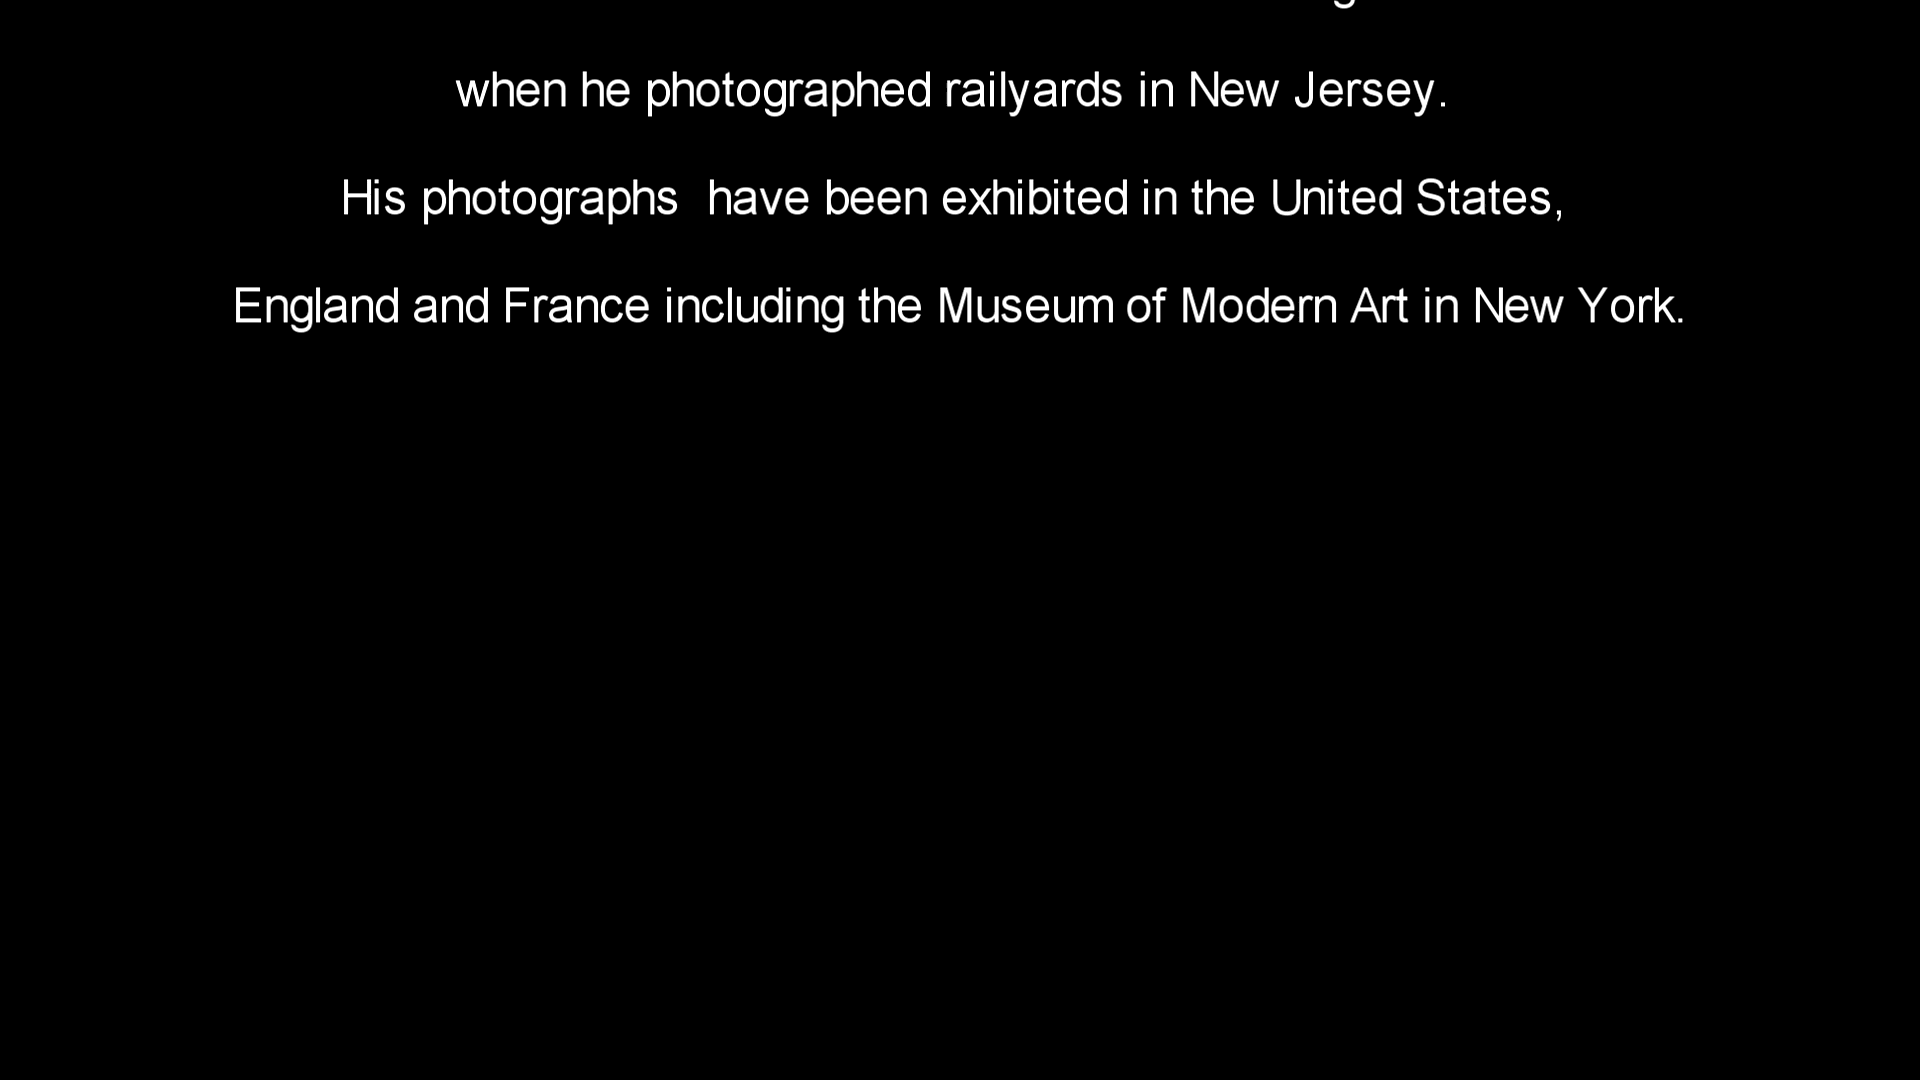 when he photographed railyards in New Jersey.
His photographs  have been exhibited in the United States,
England and France including the Museum of Modern Art in New York.